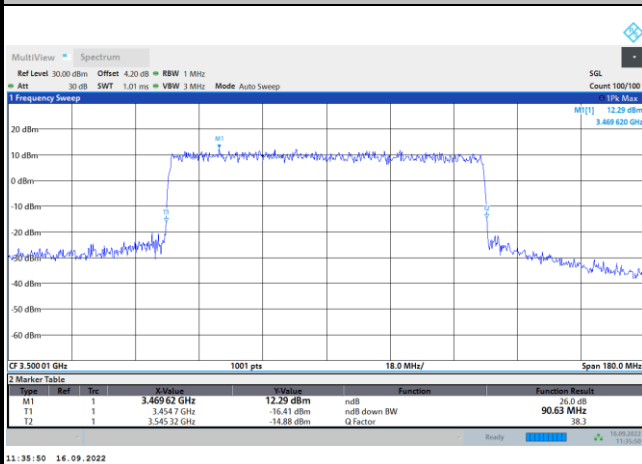 MultiView Spectrum
Ref Level 30.00 dBm Offset 4.20 dB RBW 1 MHz SGL
Att 30 dB SWT 1.01 ms VBW 3 MHz Mode Auto Sweep Count 100/100
1 Frequency Sweep 1Pk Max
M1[1] 12.29 dBm
3.469 620 GHz
20 dBm
M1
10 dBm
0 dBm
-10 dBm
T1
-20 dBm
-30 dBm
-40 dBm
-50 dBm
-60 dBm
CF 3.500 01 GHz 1001 pts 18.0 MHz/ Span 180.0 MHz
2 Marker Table
Type Ref Trc X-Value Y-Value Function Function Result
M1 1 3.469 62 GHz 12.29 dBm ndB 26.0 dB
T1 1 3.454 7 GHz -16.41 dBm ndB down BW 90.63 MHz
T2 1 3.545 32 GHz -14.88 dBm Q Factor 38.3
Ready 16.09.2022
11:35:50
11:35:50 16.09.2022